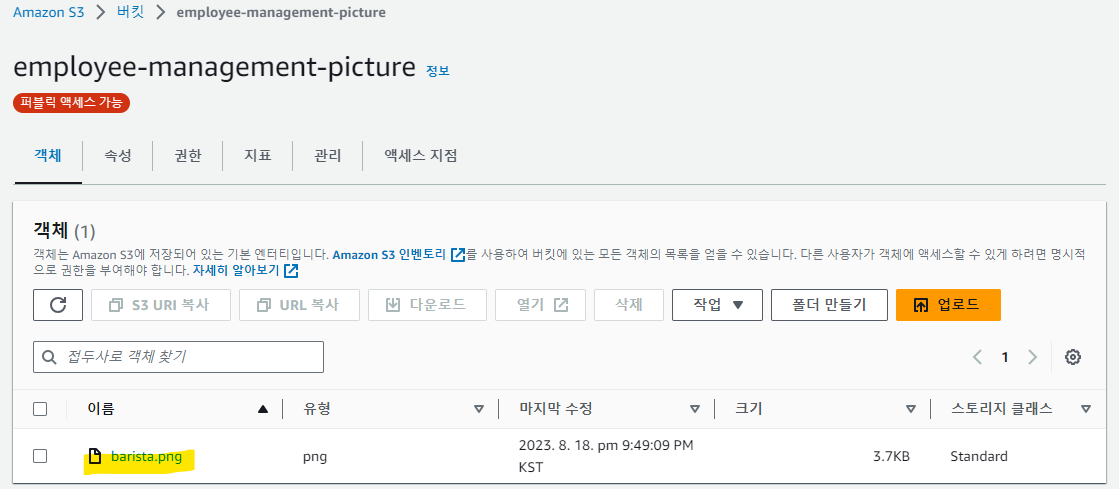 Amazon S3 > 버킷 > employee-management-picture
employee-management-picture 정보
퍼블릭 액세스 가능
객체 속성 권한 지표 관리 액세스 지점
객체 (1)
객체는 Amazon S3에 저장되어 있는 기본 엔터티입니다. Amazon S3 인벤토리를 사용하여 버킷에 있는 모든 객체의 목록을 얻을 수 있습니다. 다른 사용자가 객체에 액세스할 수 있게 하려면 명시적
으로 권한을 부여해야 합니다. 자세히 알아보기
S3 URI 복사 URL 복사 다운로드 열기 삭제 작업 폴더 만들기 업로드
접두사로 객체 찾기 1
이름 유형 마지막 수정 크기 스토리지 클래스
barista.png png 2023. 8. 18. pm 9:49:09 PM 3.7KB Standard
KST